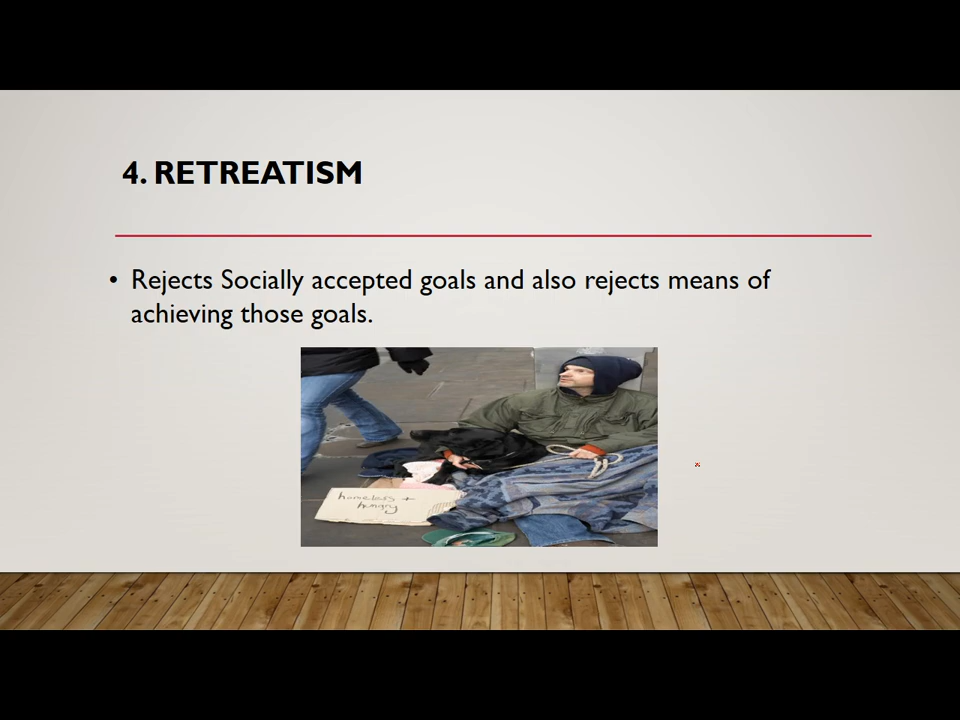 4. RETREATISM
• Rejects Socially accepted goals and also rejects means of
achieving those goals.
homeless +
hungry